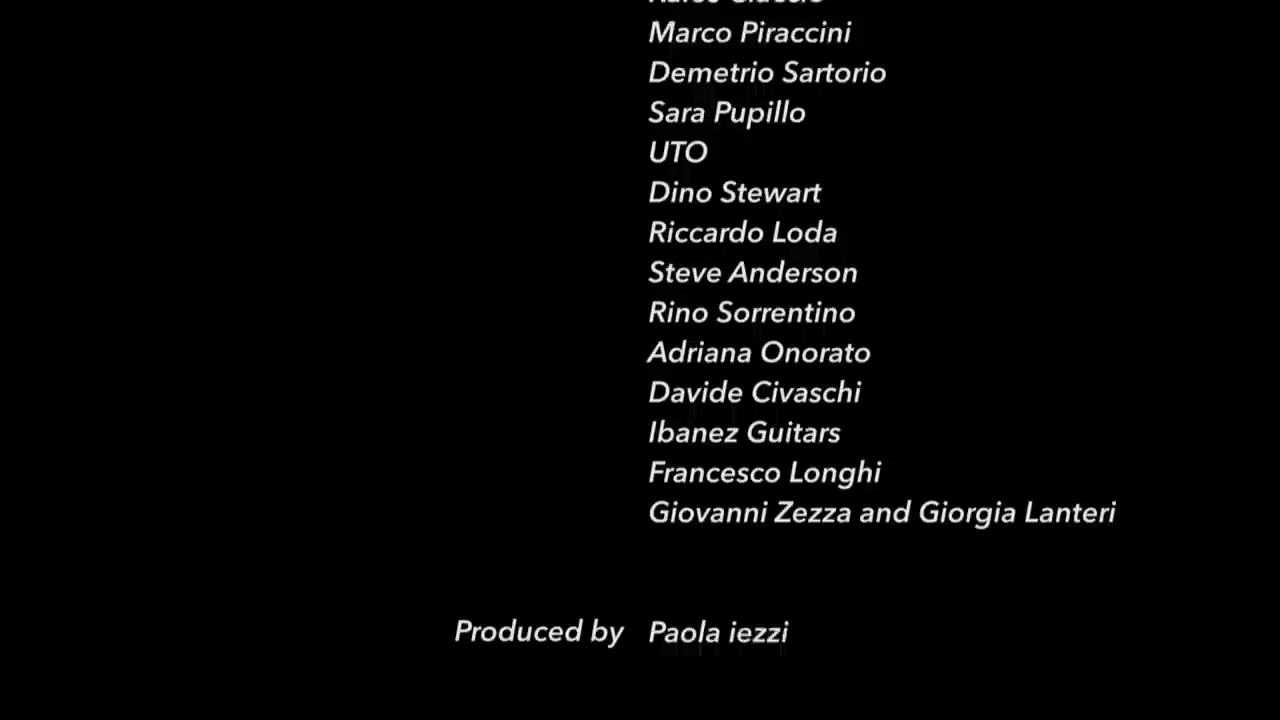 Marco Piraccini
Demetrio Sartorio
Sara Pupillo
UTO
Dino Stewart
Riccardo Loda
Steve Anderson
Rino Sorrentino
Adriana Onorato
Davide Civaschi
Ibanez Guitars
Francesco Longhi
Giovanni Zezza and Giorgia Lanteri
Produced by Paola iezzi